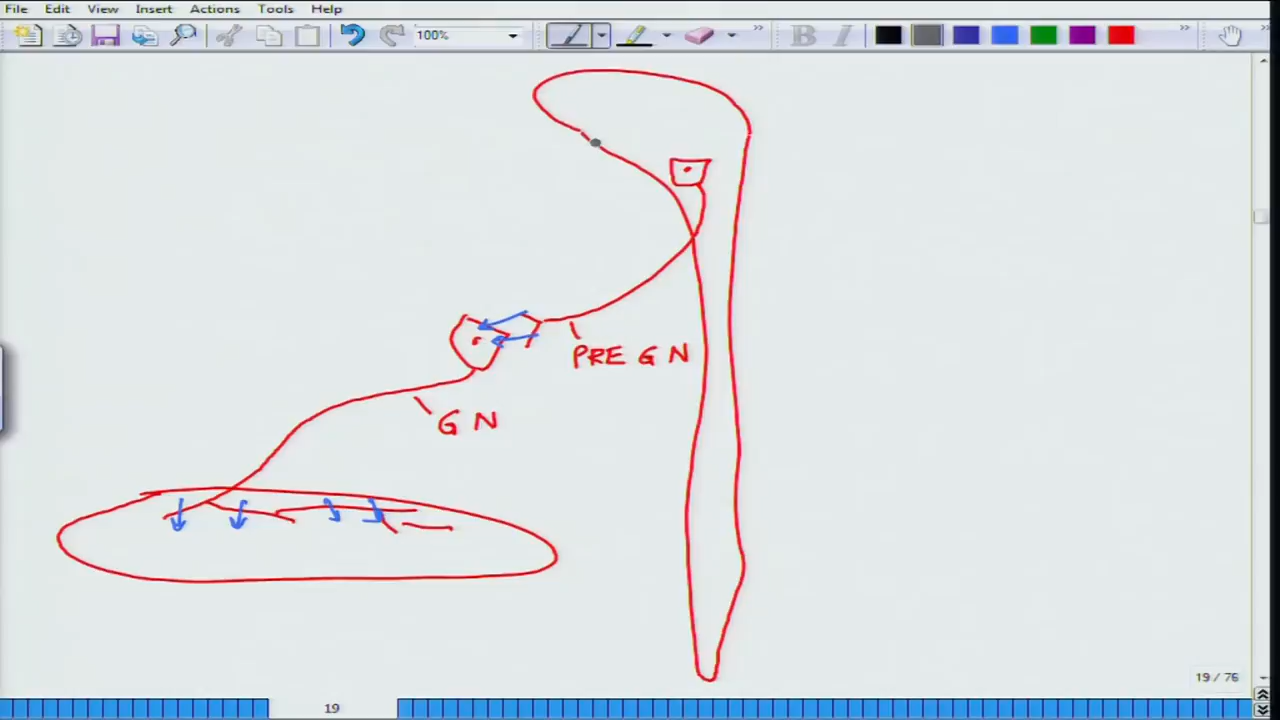 File Edit View Insert Actions Tools Help
100%
B I
PRE G N
G N
19 / 76
19